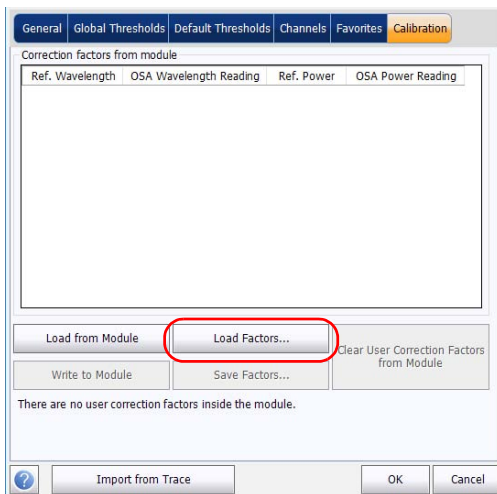 General Global Thresholds Default Thresholds Channels Favorites Calibration
Correction factors from module
Ref. Wavelength OSA Wavelength Reading Ref. Power OSA Power Reading
Load from Module Load Factors... Clear User Correction Factors
from Module
Write to Module Save Factors...
There are no user correction factors inside the module.
? Import from Trace OK Cancel